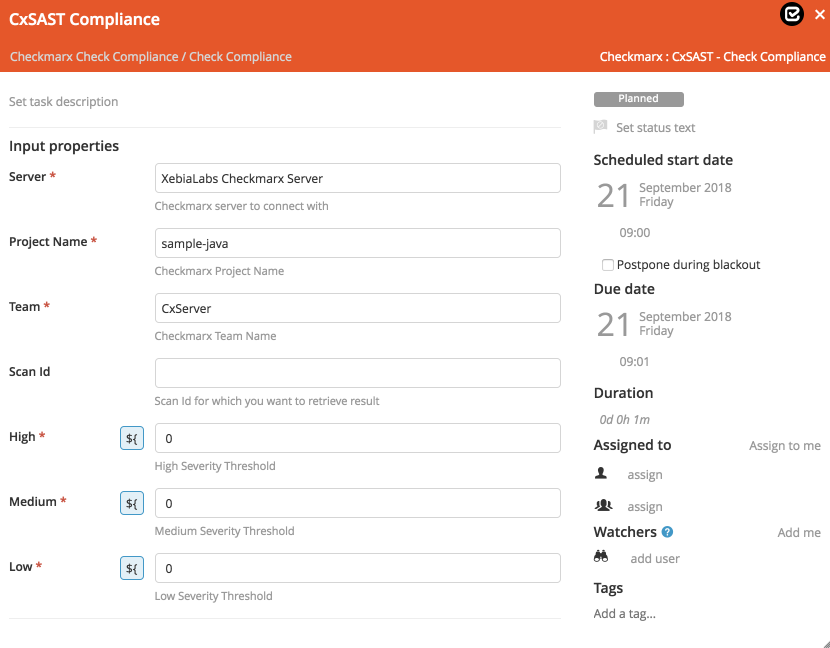 CxSAST Compliance
Checkmarx Check Compliance / Check Compliance
Checkmarx : CxSAST - Check Compliance
Set task description
Input properties
Server *
XebiaLabs Checkmarx Server
Checkmarx server to connect with
Project Name *
sample-java
Checkmarx Project Name
Team *
CxServer
Checkmarx Team Name
Scan Id
Scan Id for which you want to retrieve result
High *
${
0
High Severity Threshold
Medium *
${
0
Medium Severity Threshold
Low *
${
0
Low Severity Threshold
Planned
Set status text
Scheduled start date
21
September 2018
Friday
09:00
Postpone during blackout
Due date
21
September 2018
Friday
09:01
Duration
0d 0h 1m
Assigned to
Assign to me
assign
assign
Watchers ?
Add me
add user
Tags
Add a tag...